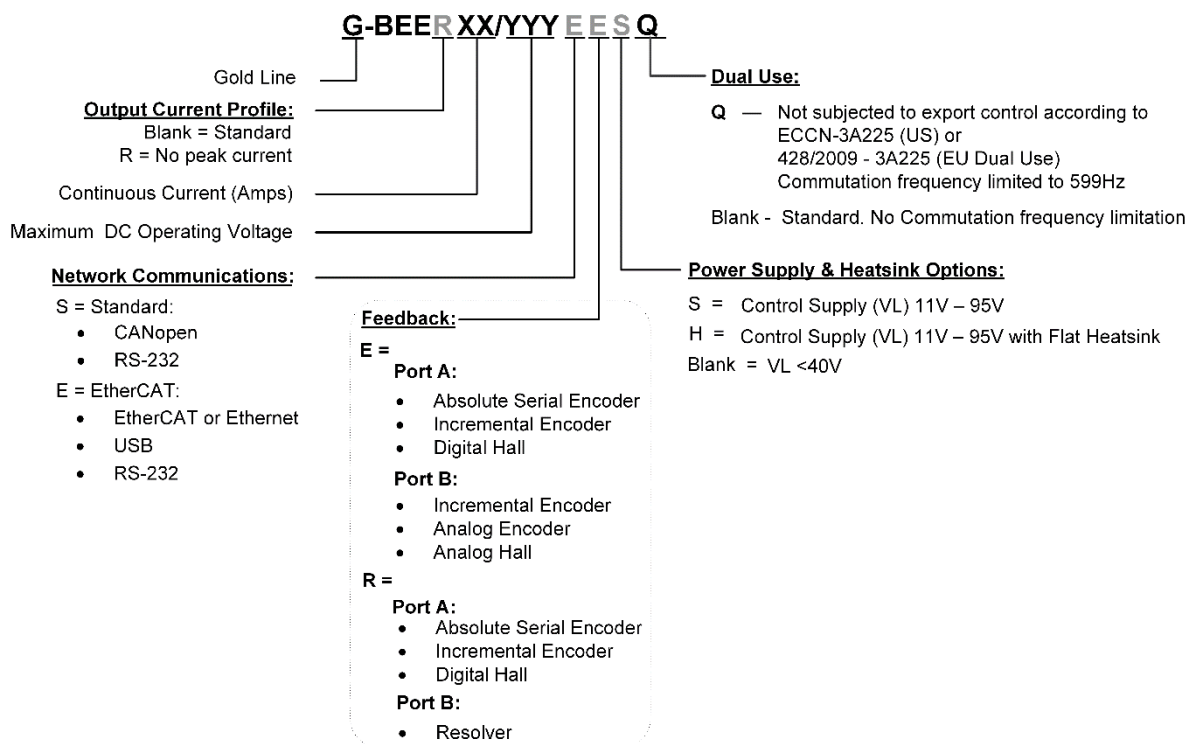 G-BEERXX/YYYEESQ
Gold Line
Output Current Profile:
Blank = Standard
R = No peak current
Continuous Current (Amps)
Maximum DC Operating Voltage
Network Communications:
S = Standard:
• CANopen
• RS-232
E = EtherCAT:
• EtherCAT or Ethernet
• USB
• RS-232
Feedback:
E =
Port A:
• Absolute Serial Encoder
• Incremental Encoder
• Digital Hall
Port B:
• Incremental Encoder
• Analog Encoder
• Analog Hall
R =
Port A:
• Absolute Serial Encoder
• Incremental Encoder
• Digital Hall
Port B:
• Resolver
Dual Use:
Q — Not subjected to export control according to
ECCN-3A225 (US) or
428/2009 - 3A225 (EU Dual Use)
Commutation frequency limited to 599Hz
Blank - Standard. No Commutation frequency limitation
Power Supply & Heatsink Options:
S = Control Supply (VL) 11V – 95V
H = Control Supply (VL) 11V – 95V with Flat Heatsink
Blank = VL <40V